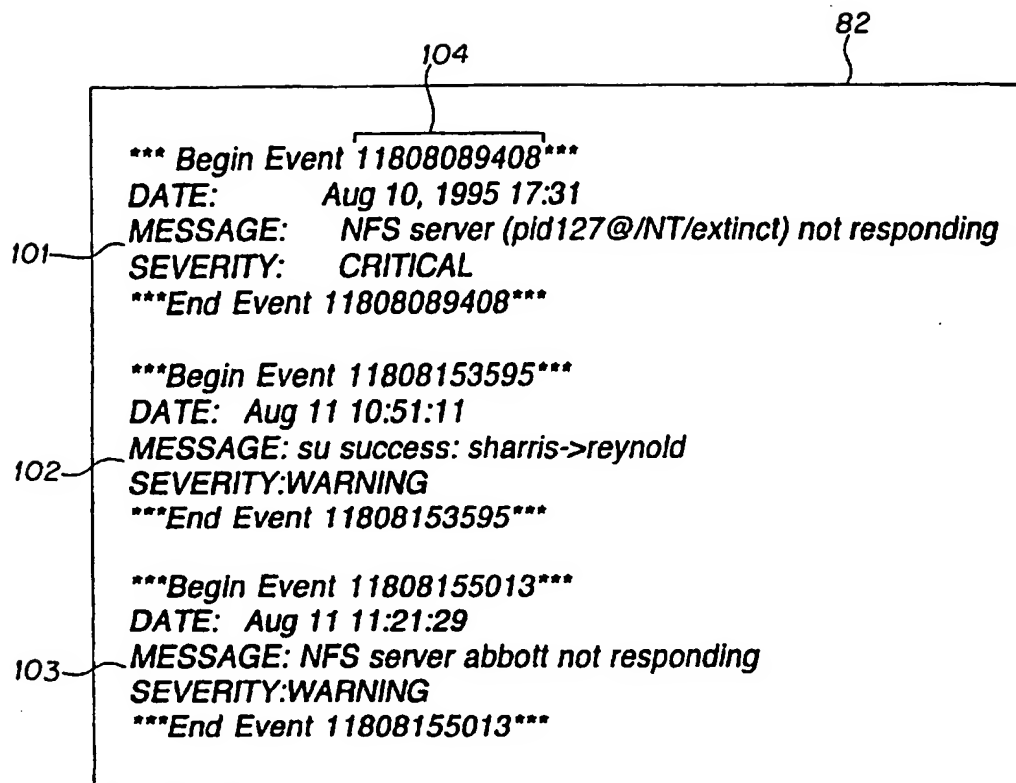 82
104
*** Begin Event 11808089408***
DATE: Aug 10, 1995 17:31
MESSAGE: NFS server (pid127@/NT/extinct) not responding
101
SEVERITY: CRITICAL
***End Event 11808089408***
***Begin Event 11808153595***
DATE: Aug 11 10:51:11
MESSAGE: su success: sharris->reynold
102
SEVERITY:WARNING
***End Event 11808153595***
***Begin Event 11808155013***
DATE: Aug 11 11:21:29
MESSAGE: NFS server abbott not responding
103
SEVERITY:WARNING
***End Event 11808155013***